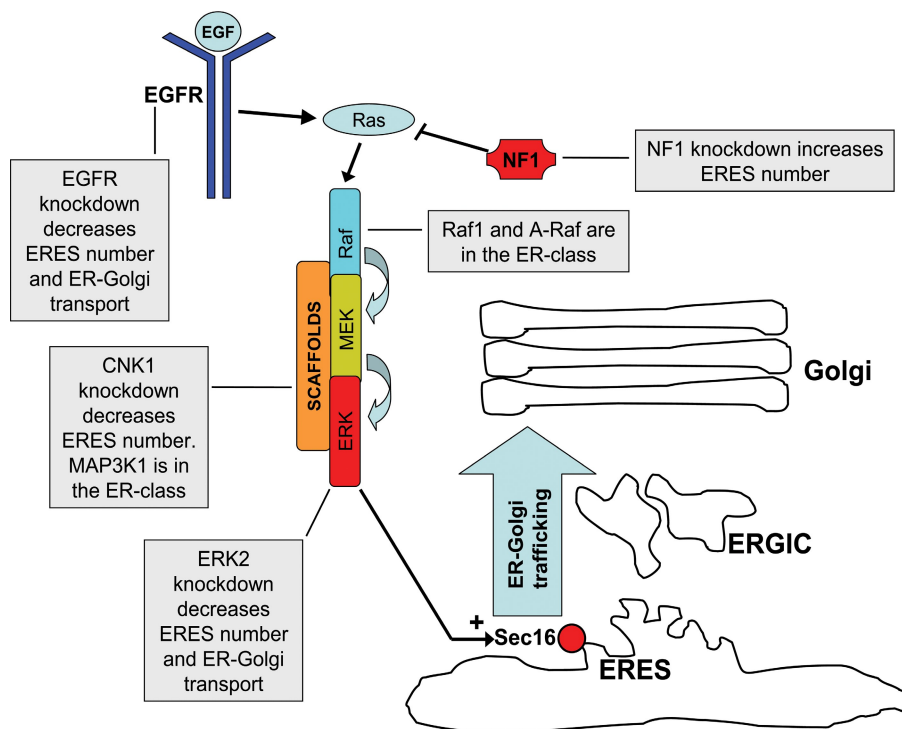 EGF
EGFR
Ras
NF1
NF1 knockdown increases
ERES number
EGFR
knockdown
decreases
ERES number
and ER-Golgi
transport
Raf
Raf1 and A-Raf are
in the ER-class
SCAFFOLDS
MEK
ERK
CNK1
knockdown
decreases
ERES number.
MAP3K1 is in
the ER-class
Golgi
ER-Golgi
trafficking
ERGIC
ERK2
knockdown
decreases
ERES number
and ER-Golgi
transport
+
Sec16
ERES